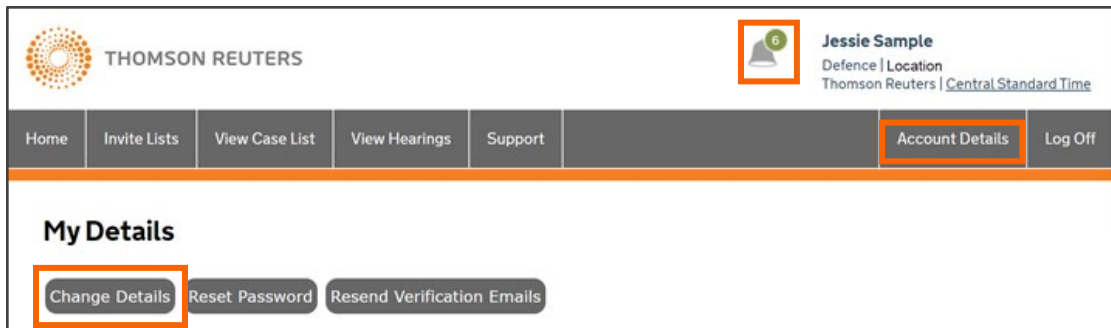 THOMSON REUTERS
6
Jessie Sample
Defence | Location
Thomson Reuters | Central Standard Time
Home Invite Lists View Case List View Hearings Support Account Details Log Off
My Details
Change Details Reset Password Resend Verification Emails